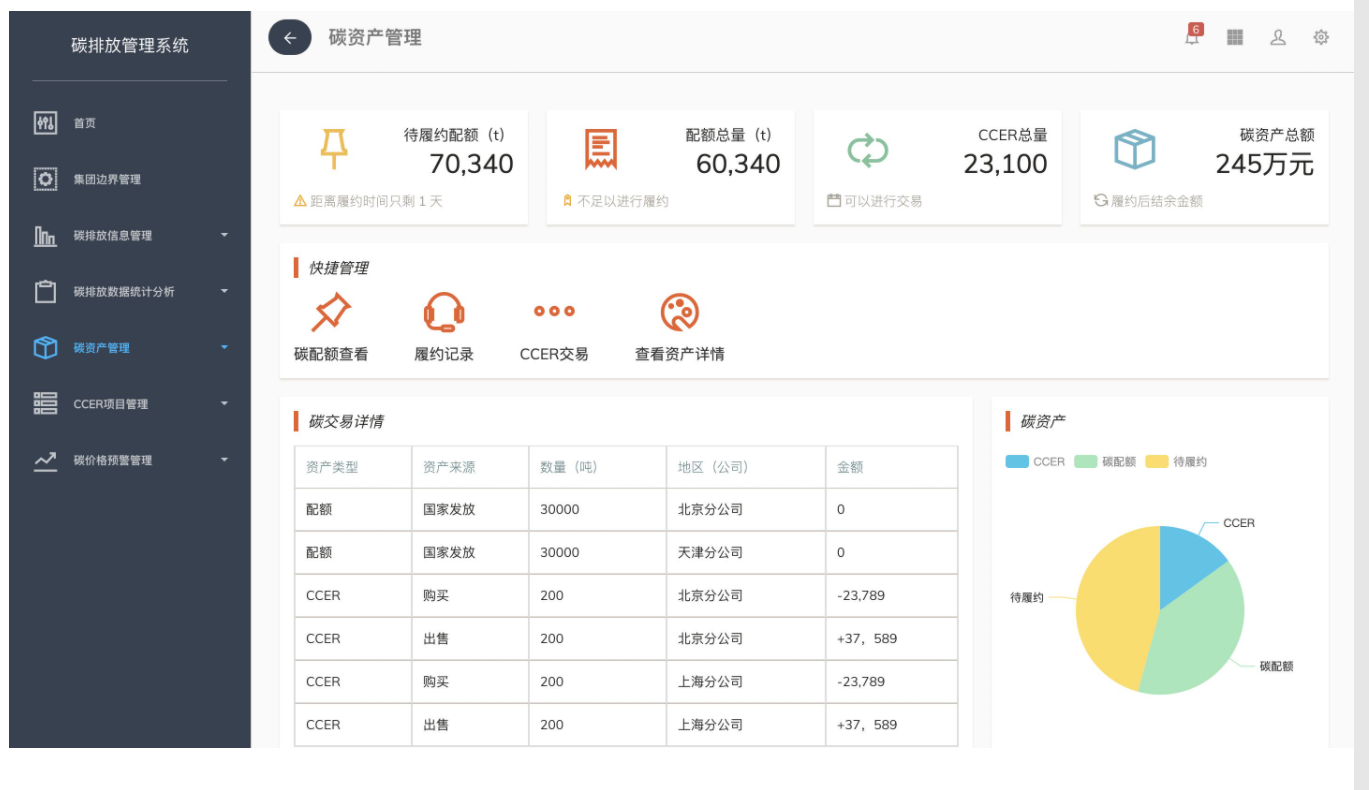 碳排放管理系统
首页
集团边界管理
碳排放信息管理
碳排放数据统计分析
碳资产管理
CCER项目管理
碳价格预警管理
碳资产管理
6
待履约配额（t）
70,340
距离履约时间只剩 1 天
配额总量（t）
60,340
不足以进行履约
CCER总量
23,100
可以进行交易
碳资产总额
245万元
履约后结余金额
快捷管理
碳配额查看 履约记录 CCER交易 查看资产详情
碳交易详情
资产类型 资产来源 数量（吨） 地区（公司） 金额
配额 国家发放 30000 北京分公司 0
配额 国家发放 30000 天津分公司 0
CCER 购买 200 北京分公司 -23,789
CCER 出售 200 北京分公司 +37，589
CCER 购买 200 上海分公司 -23,789
CCER 出售 200 上海分公司 +37，589
碳资产
CCER 碳配额 待履约
CCER
待履约
碳配额